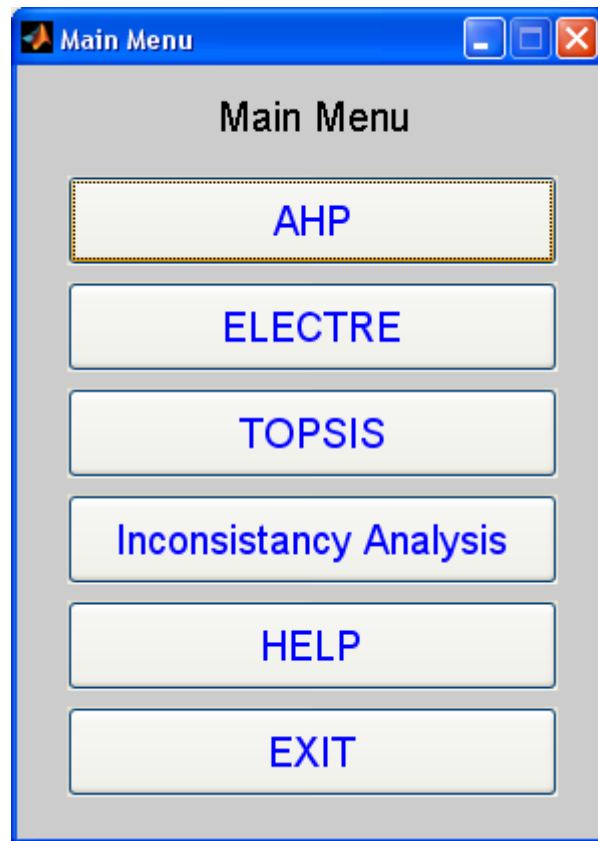 Main Menu
Main Menu
AHP
ELECTRE
TOPSIS
Inconsistancy Analysis
HELP
EXIT